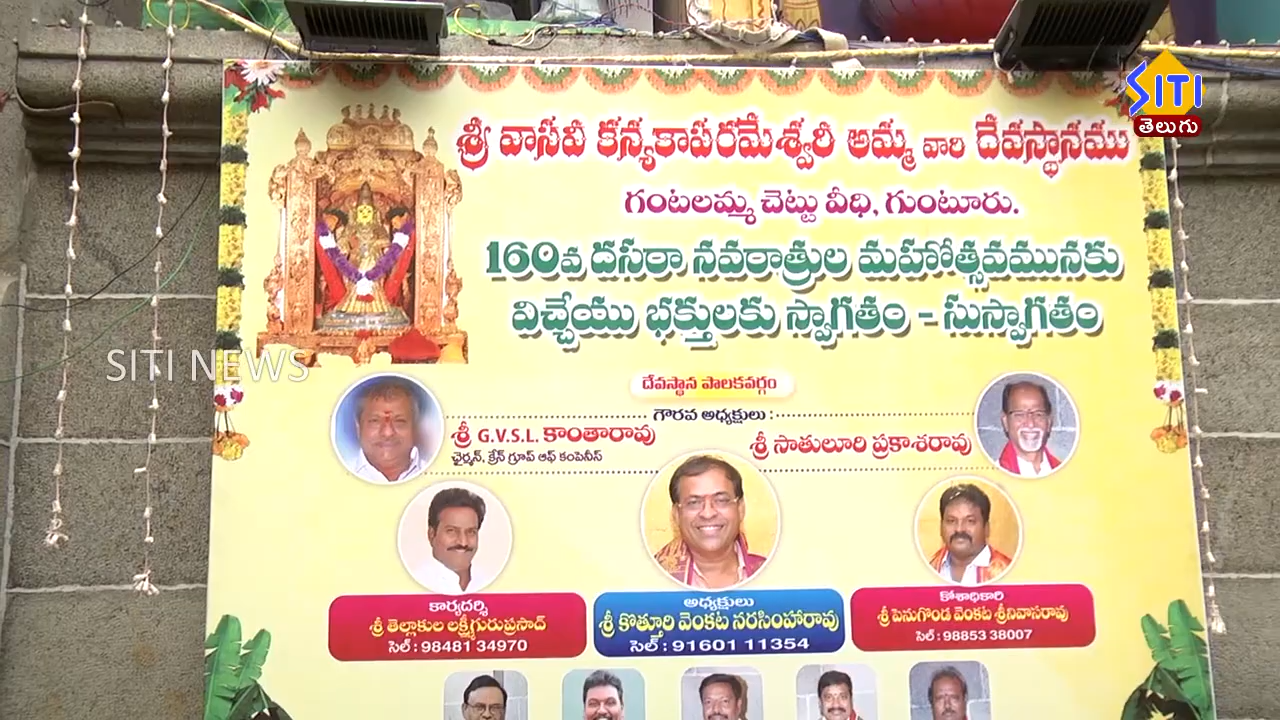 SITI
తెలుగు
శ్రీ వాసవి కన్యకాపరమేశ్వరి అమ్మ వారి దేవస్థానము
గంటలమ్మ చెట్టు వీధి, గుంటూరు.
160వ దసరా నవరాత్రుల మహోత్సవమునకు
విచ్చేయు భక్తులకు స్వాగతం - సుస్వాగతం
SITI NEWS
దేవస్థాన పాలకవర్గం
గౌరవ అధ్యక్షులు :
శ్రీ G.V.S.L. కాంతారావు
ఛైర్మన్, క్రేన్ గ్రూప్ ఆఫ్ కంపెనీస్
శ్రీ సాతులూరి ప్రకాశరావు
కార్యదర్శి
శ్రీ తెల్లాకుల లక్ష్మీగురుప్రసాద్
సెల్ : 98481 34970
అధ్యక్షులు
శ్రీ కొత్తూరి వెంకట నరసింహారావు
సెల్ : 91601 11354
కోశాధికారి
శ్రీ పెనుగొండ వెంకట శ్రీనివాసరావు
సెల్ : 98853 38007